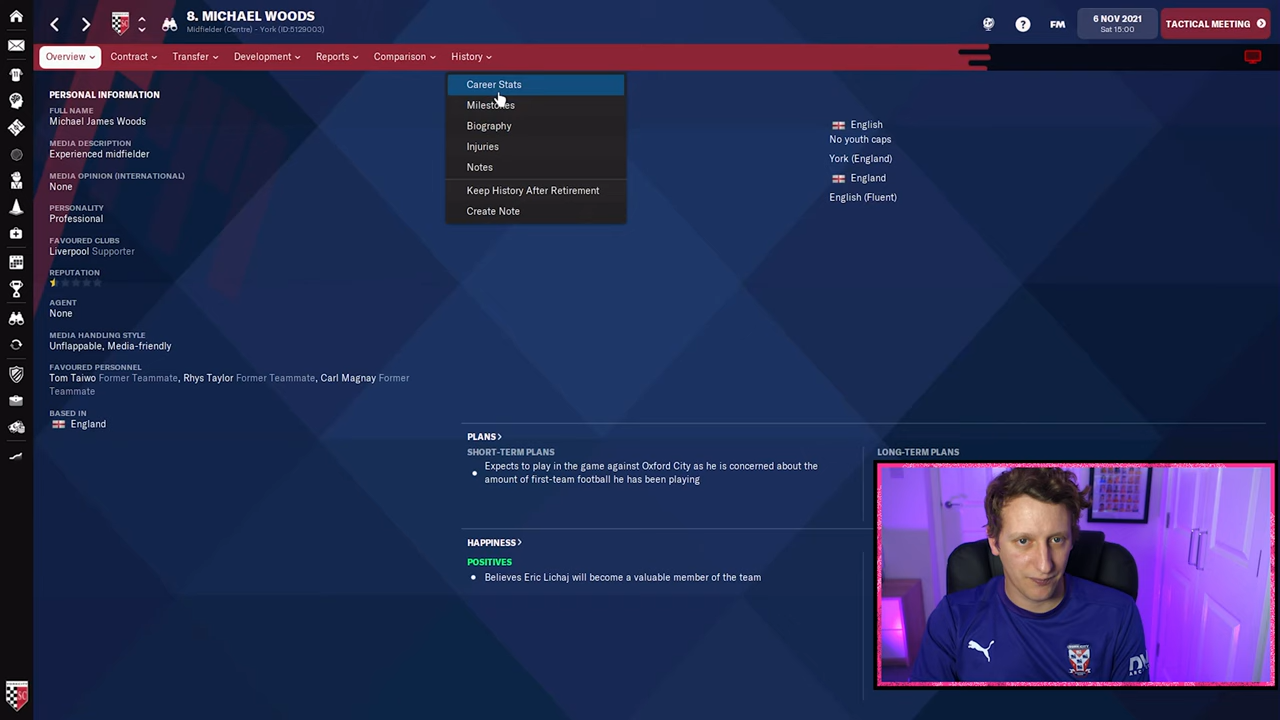 8. MICHAEL WOODS
Midfielder (Centre) - York (ID:5129003)
FM
6 NOV 2021
Sat 15:00
TACTICAL MEETING
Overview
Contract
Transfer
Development
Reports
Comparison
History
PERSONAL INFORMATION
FULL NAME
Michael James Woods
MEDIA DESCRIPTION
Experienced midfielder
MEDIA OPINION (INTERNATIONAL)
None
PERSONALITY
Professional
FAVOURED CLUBS
Liverpool Supporter
REPUTATION
AGENT
None
MEDIA HANDLING STYLE
Unflappable, Media-friendly
FAVOURED PERSONNEL
Tom Taiwo Former Teammate, Rhys Taylor Former Teammate, Carl Magnay Former
Teammate
BASED IN
England
Career Stats
Milestones
Biography
Injuries
Notes
Keep History After Retirement
Create Note
English
No youth caps
York (England)
England
English (Fluent)
PLANS
SHORT-TERM PLANS
Expects to play in the game against Oxford City as he is concerned about the
amount of first-team football he has been playing
LONG-TERM PLANS
HAPPINESS
POSITIVES
Believes Eric Lichaj will become a valuable member of the team